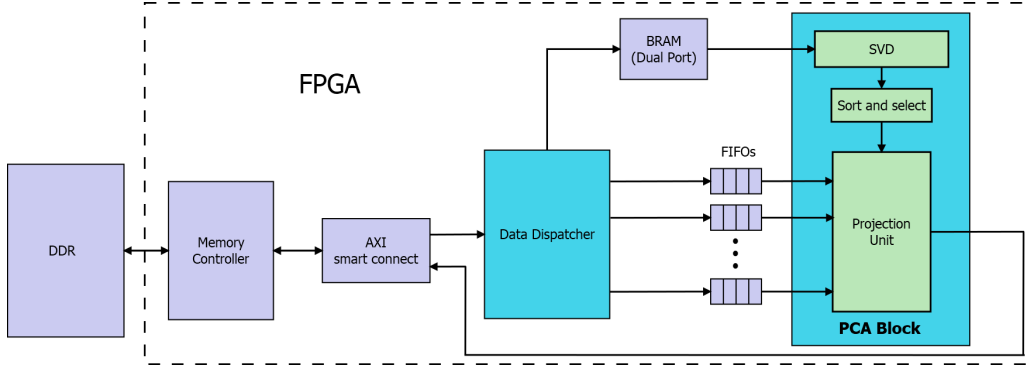 FPGA
BRAM
(Dual Port)
SVD
Sort and select
FIFOs
DDR
Memory
Controller
AXI
smart connect
Data Dispatcher
Projection
Unit
PCA Block